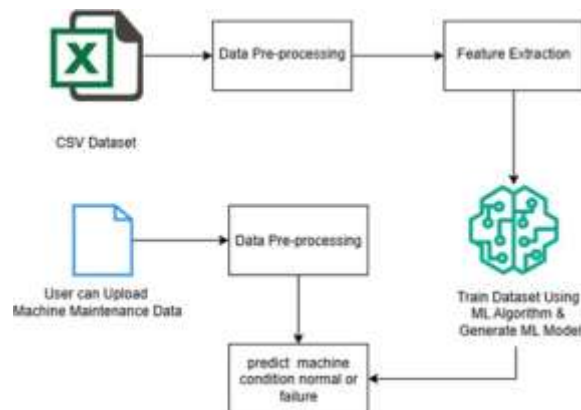 X
Data Pre-processing
Feature Extraction
CSV Dataset
Data Pre-processing
User can Upload
Machine Maintenance Data
Train Dataset Using
ML Algorithm &
Generate ML Model
predict machine
condition normal or
failure